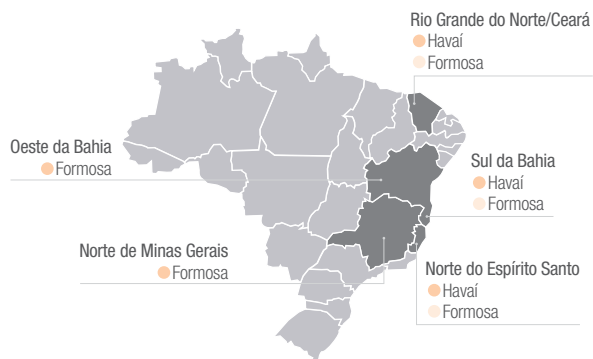 Rio Grande do Norte/Ceará
Havaí
Formosa
Oeste da Bahia
Formosa
Sul da Bahia
Havaí
Formosa
Norte de Minas Gerais
Formosa
Norte do Espírito Santo
Havaí
Formosa